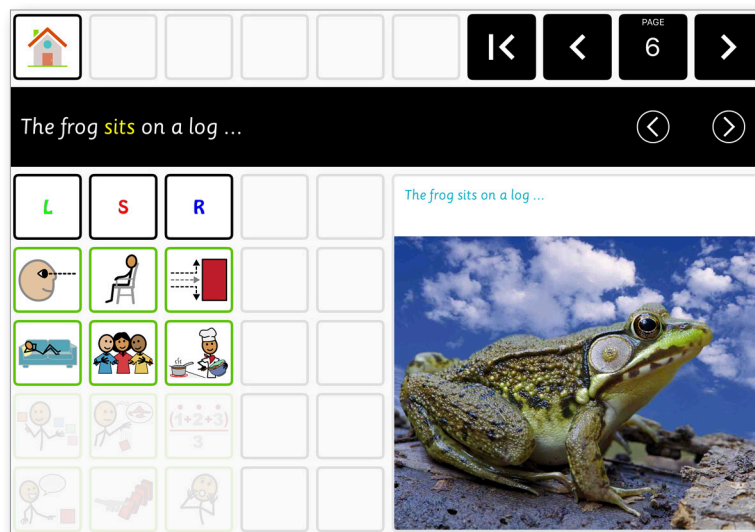 PAGE
6
The frog sits on a log ...
L S R
The frog sits on a log ...
(1+2+3)
3